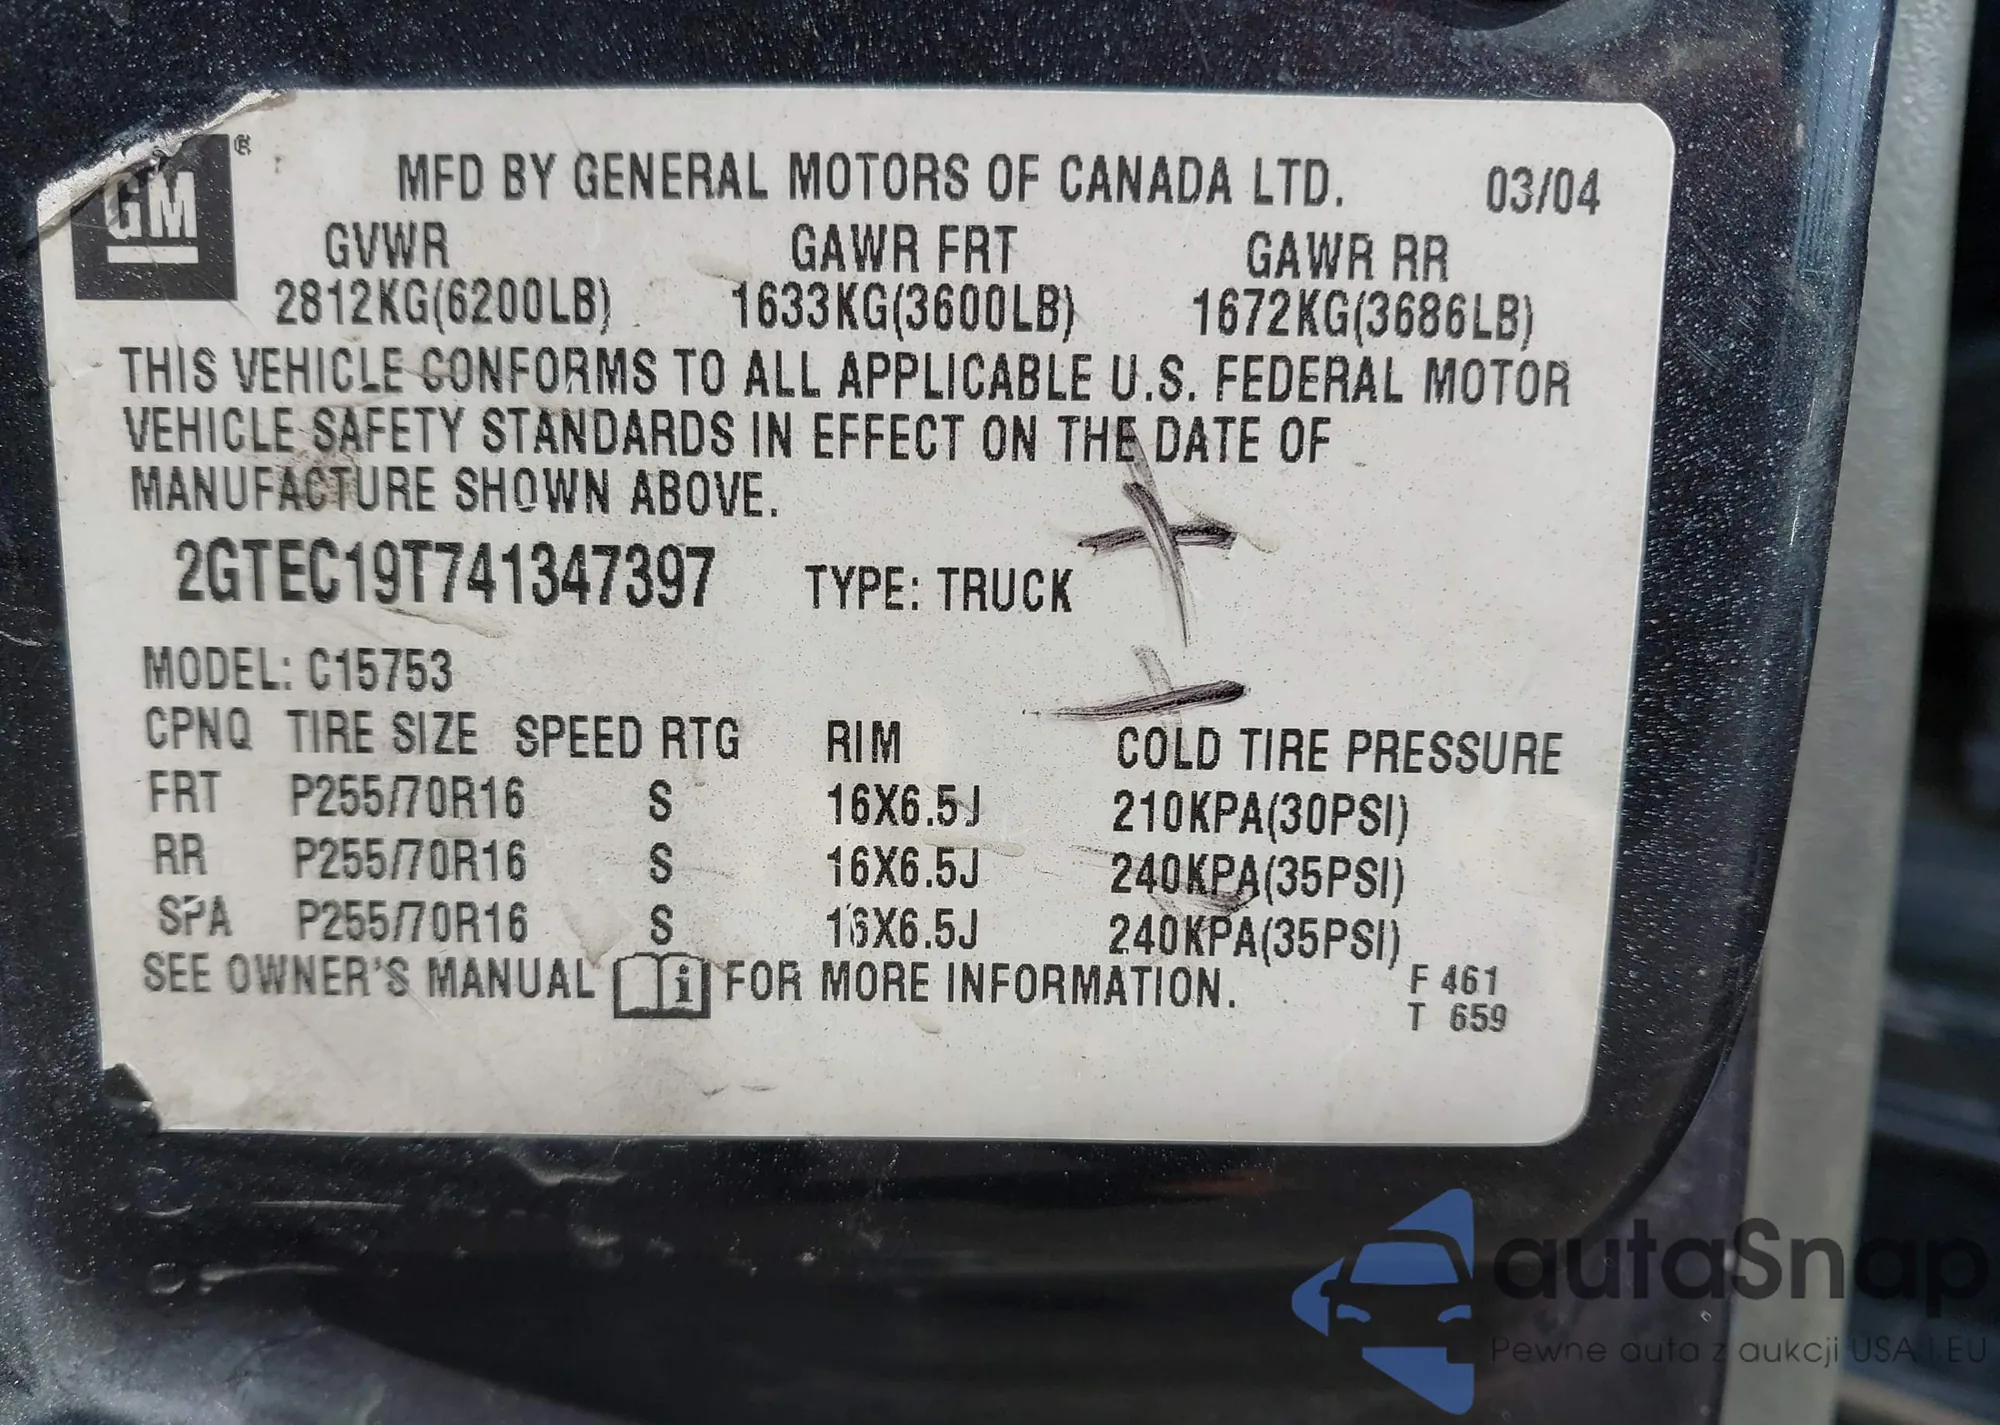 GM®
MFD BY GENERAL MOTORS OF CANADA LTD. 03/04
GVWR GAWR FRT GAWR RR
2812KG(6200LB) 1633KG(3600LB) 1672KG(3686LB)
THIS VEHICLE CONFORMS TO ALL APPLICABLE U.S. FEDERAL MOTOR
VEHICLE SAFETY STANDARDS IN EFFECT ON THE DATE OF
MANUFACTURE SHOWN ABOVE.
2GTEC19T741347397 TYPE: TRUCK
MODEL: C15753
CPNQ TIRE SIZE SPEED RTG RIM COLD TIRE PRESSURE
FRT P255/70R16 S 16X6.5J 210KPA(30PSI)
RR P255/70R16 S 16X6.5J 240KPA(35PSI)
SPA P255/70R16 S 16X6.5J 240KPA(35PSI)
SEE OWNER'S MANUAL i FOR MORE INFORMATION.
F 461
T 659
autaSnap
Pewne auta z aukcji USA i EU